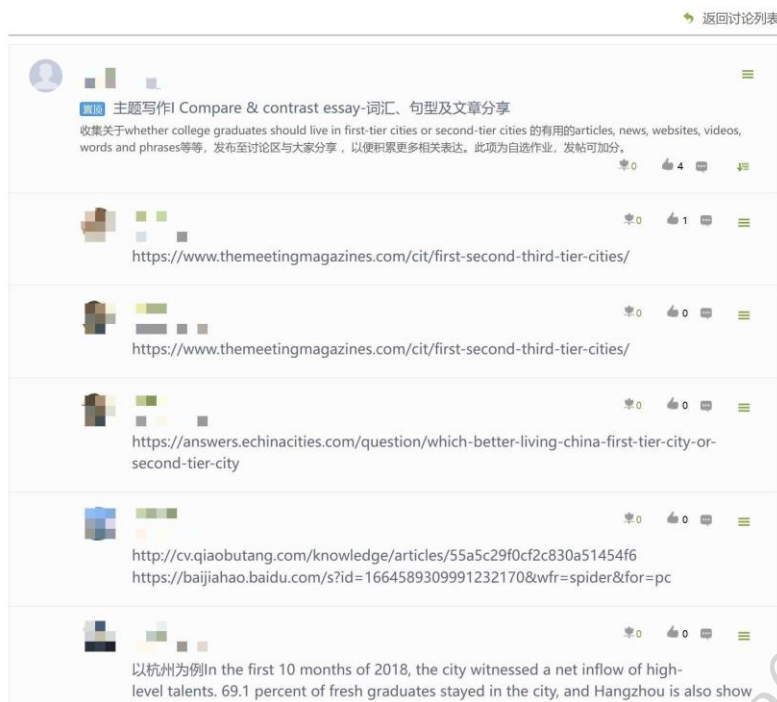 返回讨论列表
置顶 主题写作I Compare & contrast essay-词汇、句型及文章分享
收集关于whether college graduates should live in first-tier cities or second-tier cities 的有用的articles, news, websites, videos,
words and phrases等等，发布至讨论区与大家分享 ，以便积累更多相关表达。此项为自选作业，发帖可加分。
0 4
0 1
https://www.themeetingmagazines.com/cit/first-second-third-tier-cities/
0 0
https://www.themeetingmagazines.com/cit/first-second-third-tier-cities/
0 0
https://answers.echinacities.com/question/which-better-living-china-first-tier-city-or-
second-tier-city
0 0
http://cv.qiaobutang.com/knowledge/articles/55a5c29f0cf2c830a51454f6
https://baijiahao.baidu.com/s?id=1664589309991232170&wfr=spider&for=pc
0 0
以杭州为例In the first 10 months of 2018, the city witnessed a net inflow of high-
level talents. 69.1 percent of fresh graduates stayed in the city, and Hangzhou is also show